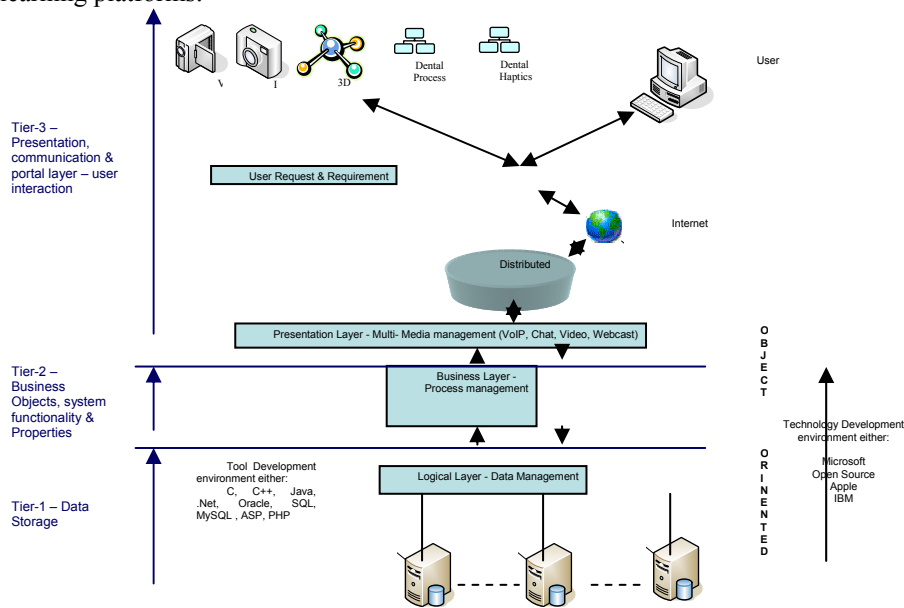 learning platforms.
V
I
3D
Dental
Process
Dental
Haptics
User
Tier-3 –
Presentation,
communication &
portal layer – user
interaction
User Request & Requirement
Internet
Distributed
Presentation Layer - Multi- Media management (VoIP, Chat, Video, Webcast)
Tier-2 –
Business
Objects, system
functionality &
Properties
Business Layer -
Process management
O
B
J
E
C
T
Technology Development
environment either:
Microsoft
Open Source
Apple
IBM
Tier-1 – Data
Storage
Tool Development
environment either:
C, C++, Java,
.Net, Oracle, SQL,
MySQL , ASP, PHP
Logical Layer - Data Management
O
R
I
N
E
N
T
E
D